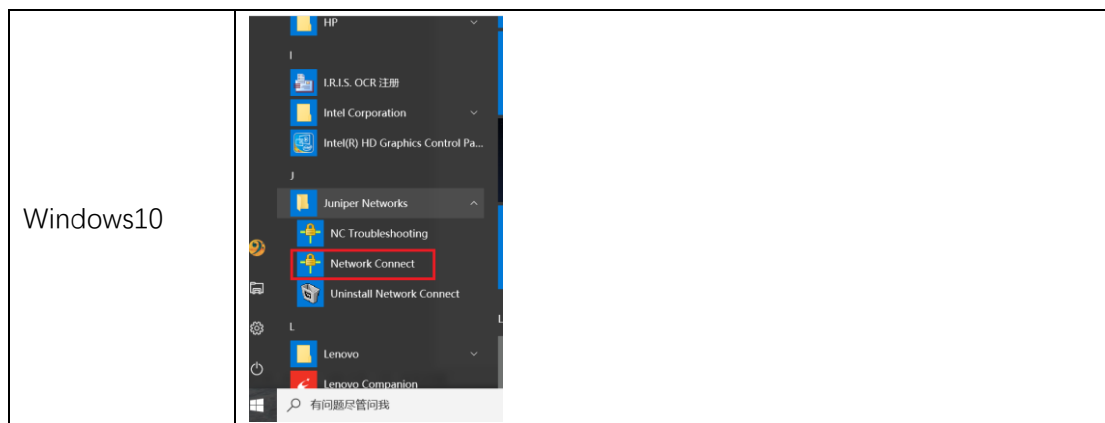 Windows10
HP
I
I.R.I.S. OCR 注册
Intel Corporation
Intel(R) HD Graphics Control Pa...
J
Juniper Networks
NC Troubleshooting
Network Connect
Uninstall Network Connect
L
L
Lenovo
Lenovo Companion
有问题尽管问我